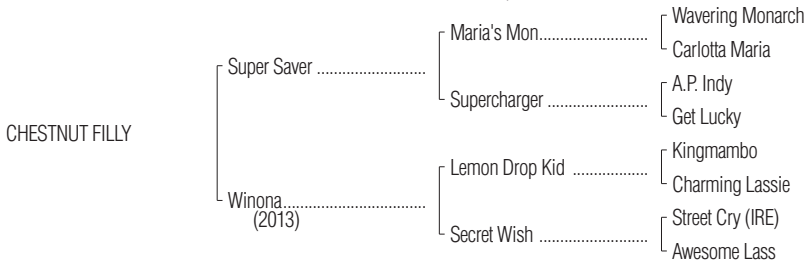 Wavering Monarch
Maria's Mon..........................
Carlotta Maria
Super Saver ..........................
A.P. Indy
Supercharger ........................
Get Lucky
CHESTNUT FILLY
Kingmambo
Lemon Drop Kid ..................
Charming Lassie
Winona..................................
(2013)
Street Cry (IRE)
Secret Wish ..........................
Awesome Lass